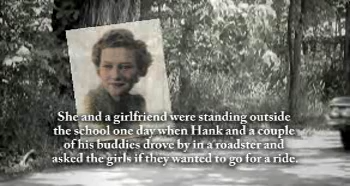 She and a girlfriend were standing outside
the school one day when Hank and a couple
of his buddies drove by in a roadster and
asked the girls if they wanted to go for a ride.